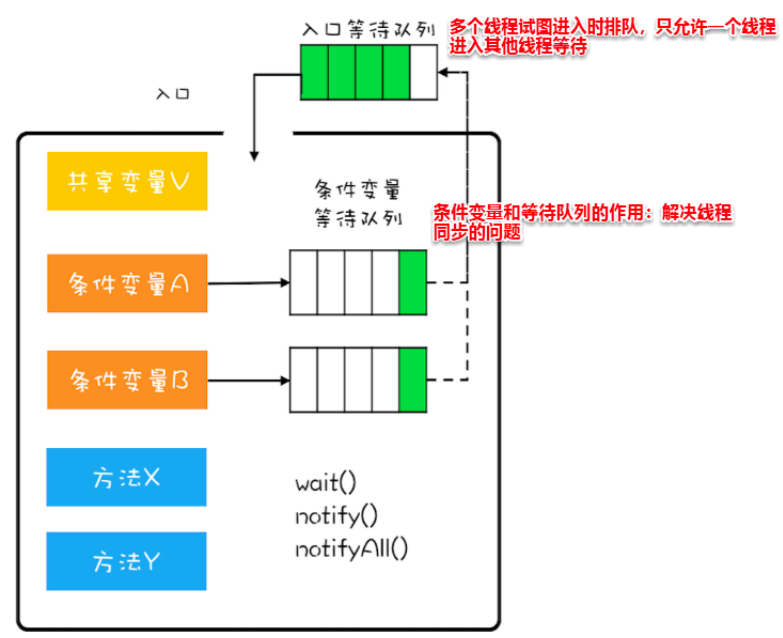 入口等待队列
多个线程试图进入时排队，只允许一个线程
进入其他线程等待
入口
共享变量V
条件变量
等待队列
条件变量和等待队列的作用：解决线程
同步的问题
条件变量A
条件变量B
方法X
wait()
notify()
notifyAll()
方法Y